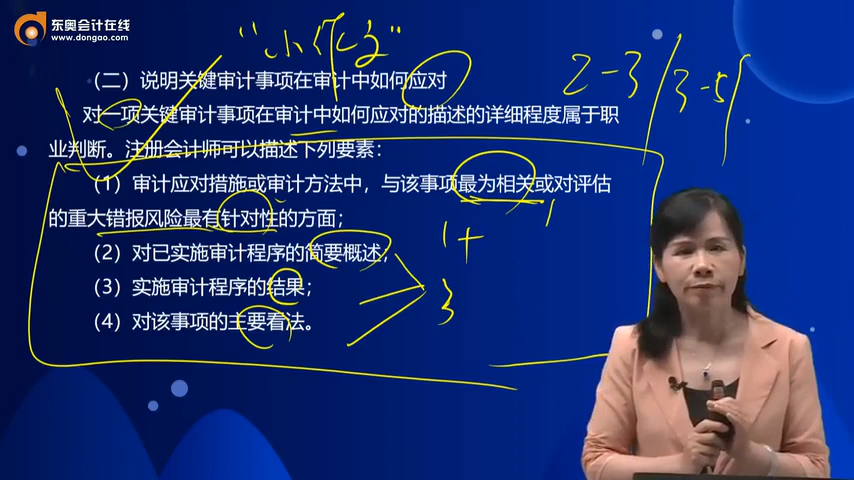 东奥会计在线
www.dongao.com
2-3/3-5/
（二）说明关键审计事项在审计中如何应对
对一项关键审计事项在审计中如何应对的描述的详细程度属于职
业判断。注册会计师可以描述下列要素：
（1）审计应对措施或审计方法中，与该事项最为相关或对评估
的重大错报风险最有针对性的方面；
1+
（2）对已实施审计程序的简要概述；
（3）实施审计程序的结果；
3
（4）对该事项的主要看法。